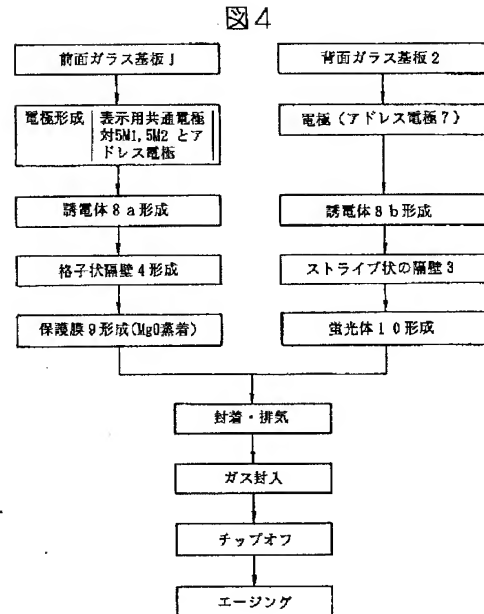 図4
前面ガラス基板1
背面ガラス基板2
電極形成
表示用共通電極
対5M1,5M2 とア
ドレス電極
電極(アドレス電極7)
誘電体8a形成
誘電体8b形成
格子状隔壁4形成
ストライプ状の隔壁3
保護膜9形成(MgO蒸着)
蛍光体10形成
封着・排気
ガス封入
チップオフ
エージング